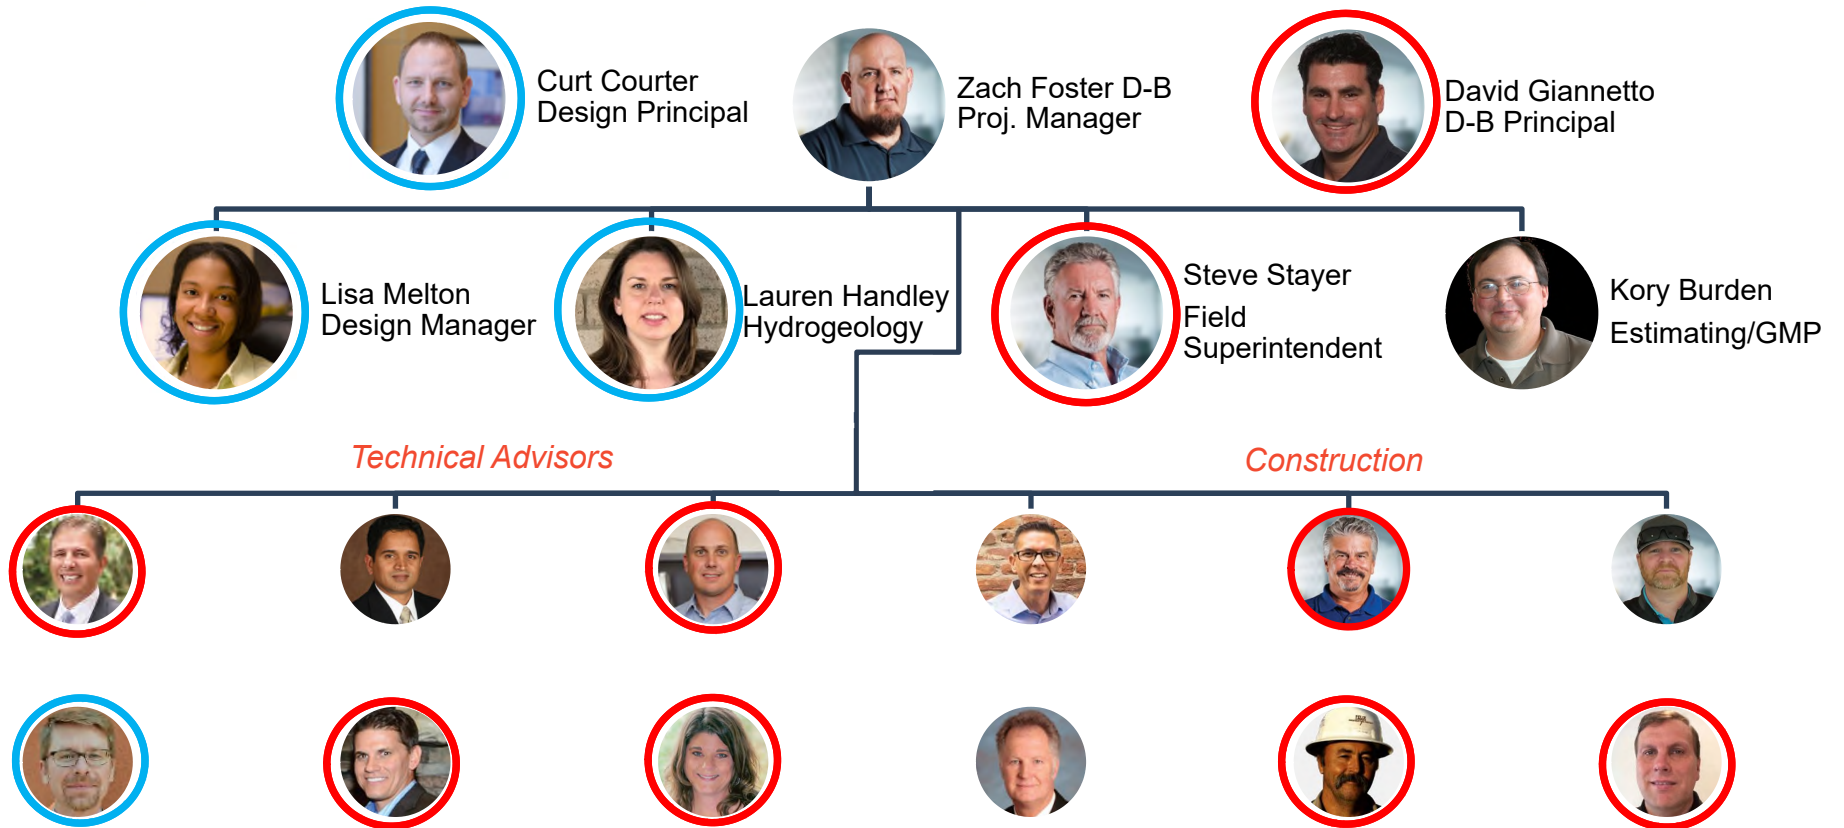 Curt Courter
Design Principal
Zach Foster D-B
Proj. Manager
David Giannetto
D-B Principal
Lisa Melton
Design Manager
Lauren Handley
Hydrogeology
Steve Stayer
Field
Superintendent
Kory Burden
Estimating/GMP
Technical Advisors
Construction